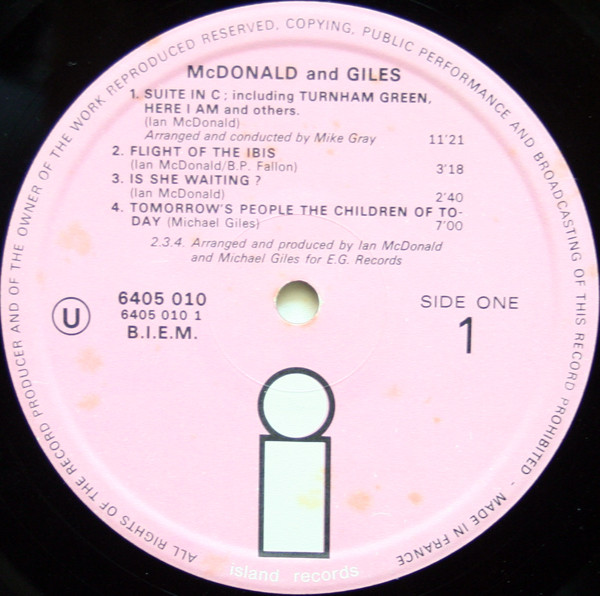 ALL RIGHTS OF THE RECORD PRODUCER AND OF THE OWNER OF THE WORK REPRODUCED RESERVED, COPYING, PUBLIC PERFORMANCE AND BROADCASTING OF THIS RECORD PROHIBITED - MADE IN FRANCE
McDONALD and GILES
1. SUITE IN C ; including TURNHAM GREEN,
HERE I AM and others.
(Ian McDonald)
Arranged and conducted by Mike Gray 11'21
2. FLIGHT OF THE IBIS
(Ian McDonald/B.P. Fallon) 3'18
3. IS SHE WAITING ?
(Ian McDonald) 2'40
4. TOMORROW'S PEOPLE THE CHILDREN OF TO-
DAY (Michael Giles) 7'00
2.3.4. Arranged and produced by Ian McDonald
and Michael Giles for E.G. Records
U
6405 010
6405 010 1
B.I.E.M.
SIDE ONE
1
island records